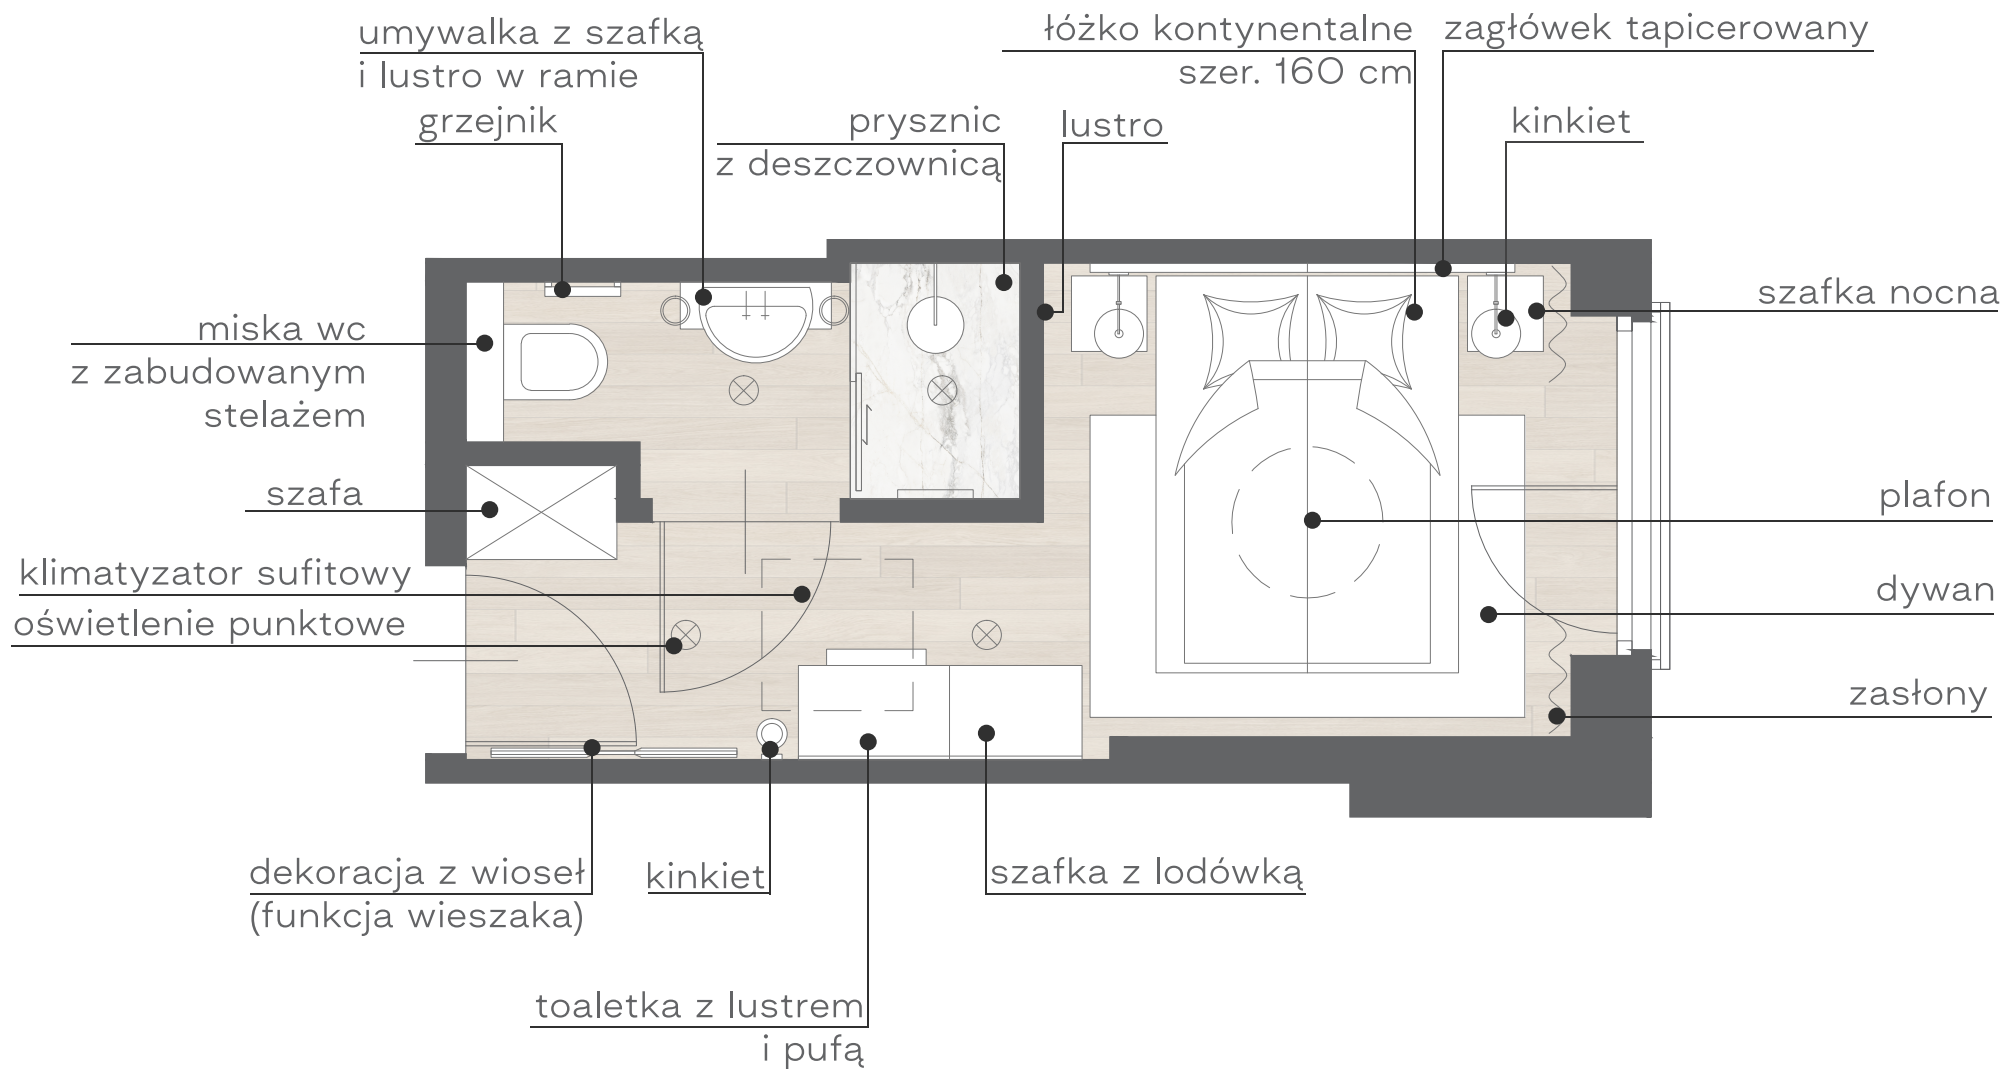 umywalka z szafką
i lustro w ramie
grzejnik
prysznic
z deszczownicą
łóżko kontynentalne
szer. 160 cm
zagłówek tapicerowany
lustro
kinkiet
szafka nocna
miska wc
z zabudowanym
stelażem
szafa
plafon
klimatyzator sufitowy
dywan
oświetlenie punktowe
zasłony
dekoracja z wioseł
(funkcja wieszaka)
kinkiet
szafka z lodówką
toaletka z lustrem
i pufą